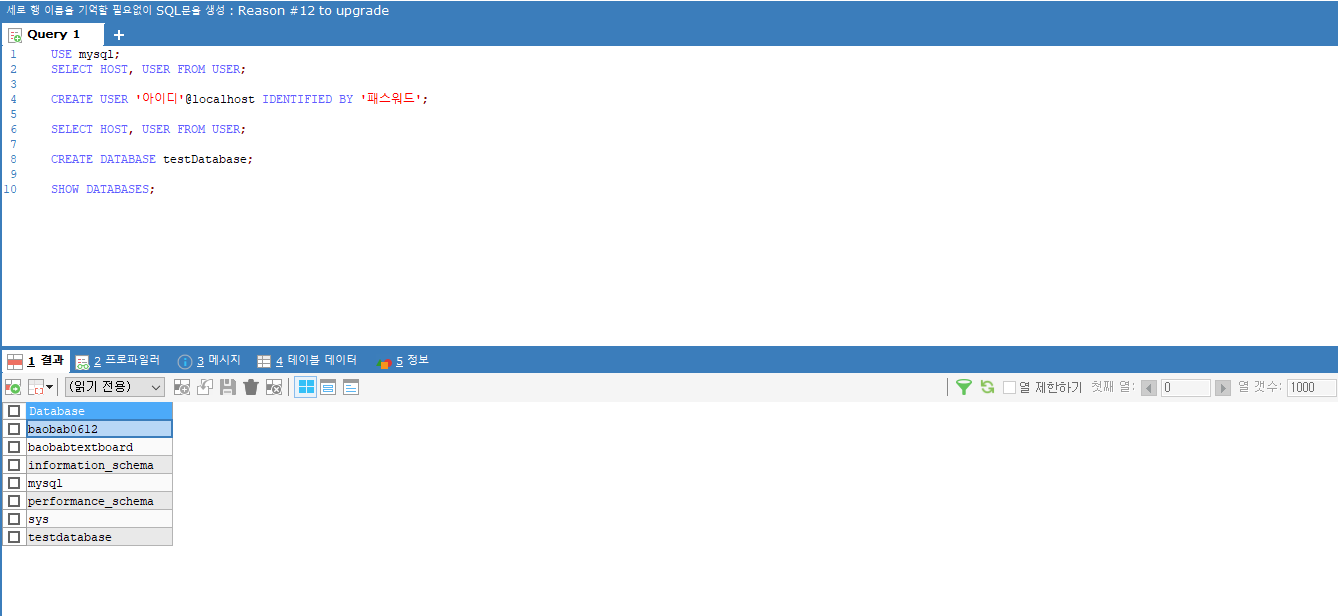 세로 행 이름을 기억할 필요없이 SQL문을 생성 : Reason #12 to upgrade
Query 1
1 USE mysql;
2 SELECT HOST, USER FROM USER;
3
4 CREATE USER '아이디'@localhost IDENTIFIED BY '패스워드';
5
6 SELECT HOST, USER FROM USER;
7
8 CREATE DATABASE testDatabase;
9
10 SHOW DATABASES;
1 결과 2 프로파일러 3 메시지 4 테이블 데이터 5 정보
(읽기 전용) 열 제한하기 첫째 열: 0 열 갯수: 1000
Database
baobab0612
baobabtextboard
information_schema
mysql
performance_schema
sys
testdatabase